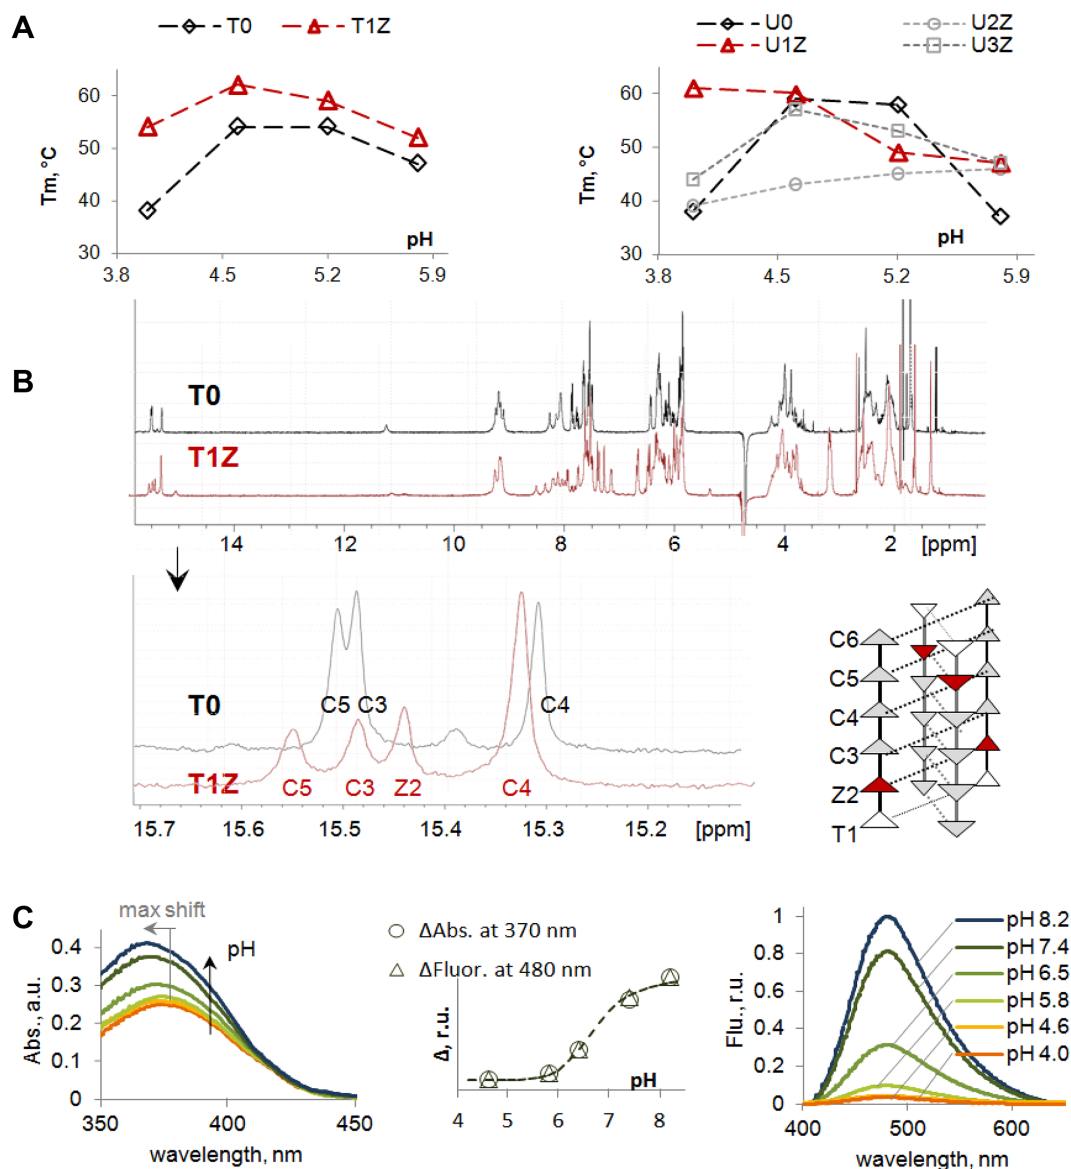 A
T0
T1Z
U0
U2Z
U1Z
U3Z
Tm, °C
60
50
40
30
pH
3.8
4.5
5.2
5.9
Tm, °C
60
50
40
30
pH
3.8
4.5
5.2
5.9
B
T0
T1Z
14
12
10
8
6
4
2
[ppm]
T0
C5
C3
C4
T1Z
C5
C3
Z2
C4
15.7
15.6
15.5
15.4
15.3
15.2
[ppm]
C6
C5
C4
C3
Z2
T1
C
max shift
pH
Abs., a.u.
0.4
0.3
0.2
0.1
0
350
400
450
wavelength, nm
ΔAbs. at 370 nm
ΔFluor. at 480 nm
Δ, r.u.
pH
4
5
6
7
8
Flu., r.u.
1
0.8
0.6
0.4
0.2
0
pH 8.2
pH 7.4
pH 6.5
pH 5.8
pH 4.6
pH 4.0
400
500
600
wavelength, nm